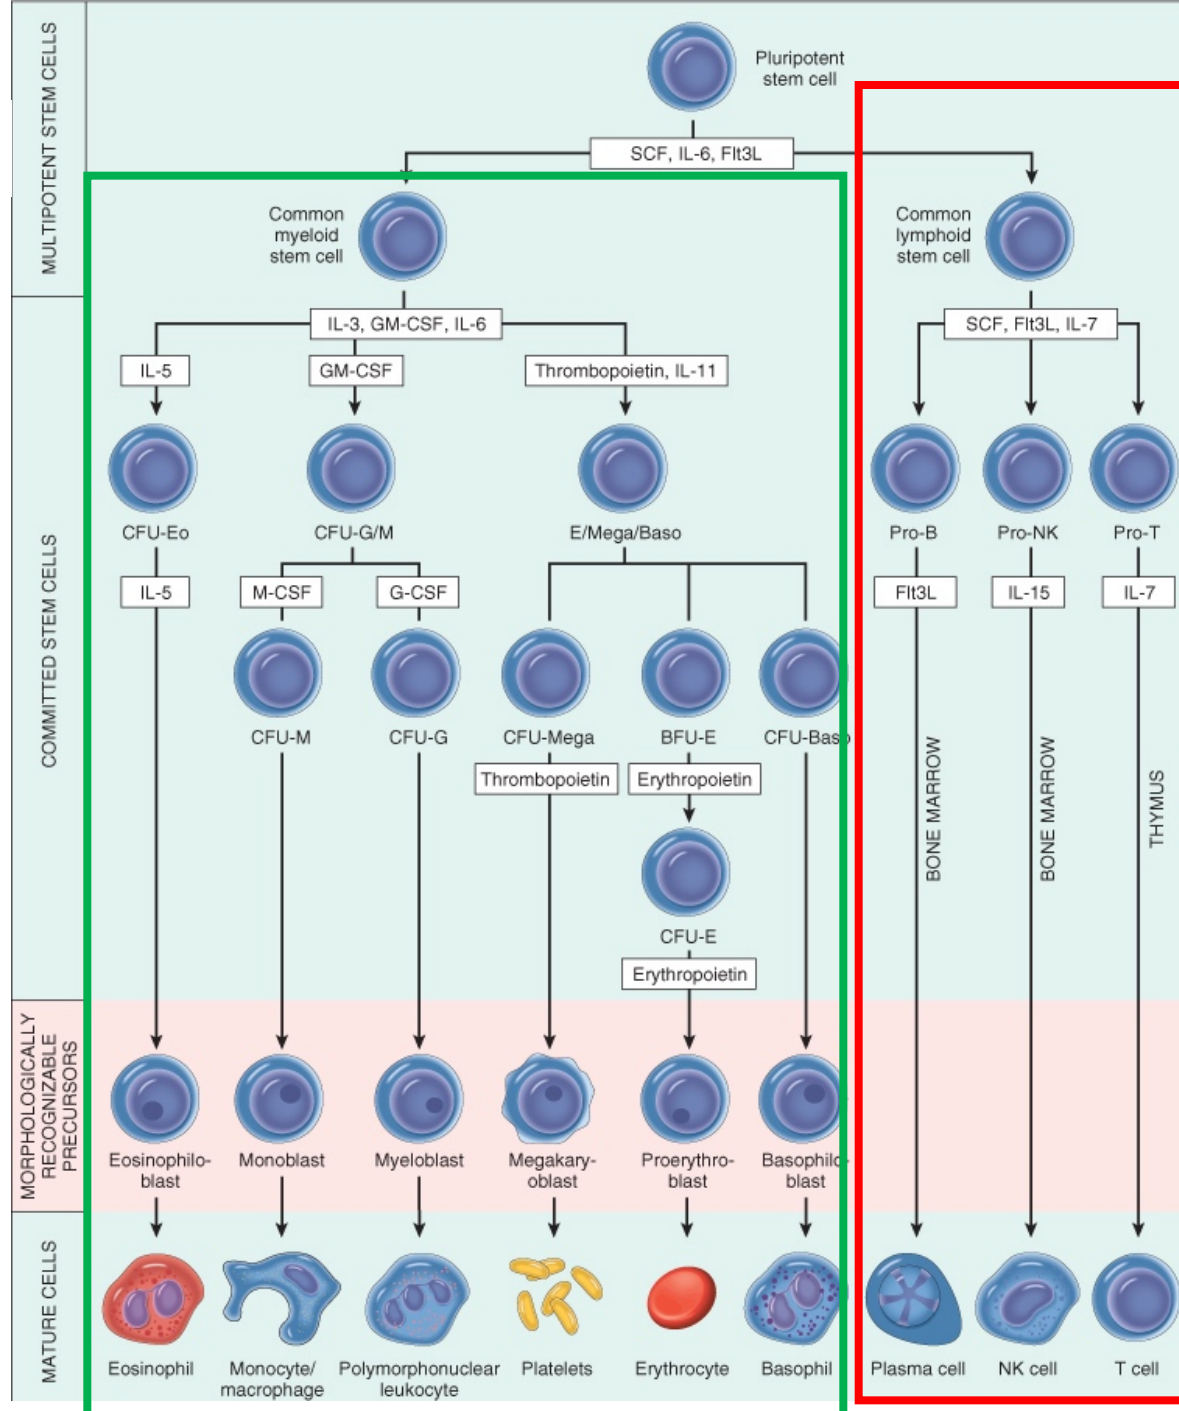 MULTIPOTENT STEM CELLS
Pluripotent
stem cell
SCF, IL-6, Flt3L
Common
myeloid
stem cell
Common
lymphoid
stem cell
COMMITTED STEM CELLS
IL-3, GM-CSF, IL-6
SCF, Flt3L, IL-7
IL-5
GM-CSF
Thrombopoietin, IL-11
CFU-Eo
CFU-G/M
E/Mega/Baso
Pro-B
Pro-NK
Pro-T
IL-5
M-CSF
G-CSF
Flt3L
IL-15
IL-7
CFU-M
CFU-G
CFU-Mega
BFU-E
CFU-Baso
Thrombopoietin
Erythropoietin
BONE MARROW
BONE MARROW
THYMUS
CFU-E
Erythropoietin
MORPHOLOGICALLY
RECOGNIZABLE
PRECURSORS
Eosinophilo-
blast
Monoblast
Myeloblast
Megakary-
oblast
Proerythro-
blast
Basophilo-
blast
MATURE CELLS
Eosinophil
Monocyte/
macrophage
Polymorphonuclear
leukocyte
Platelets
Erythrocyte
Basophil
Plasma cell
NK cell
T cell